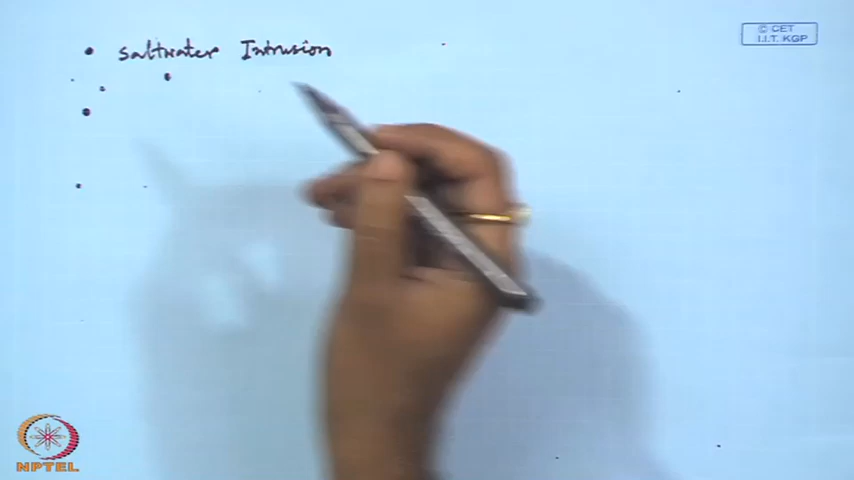 © CET
I.I.T. KGP
• saltwater Intrusion
NPTEL